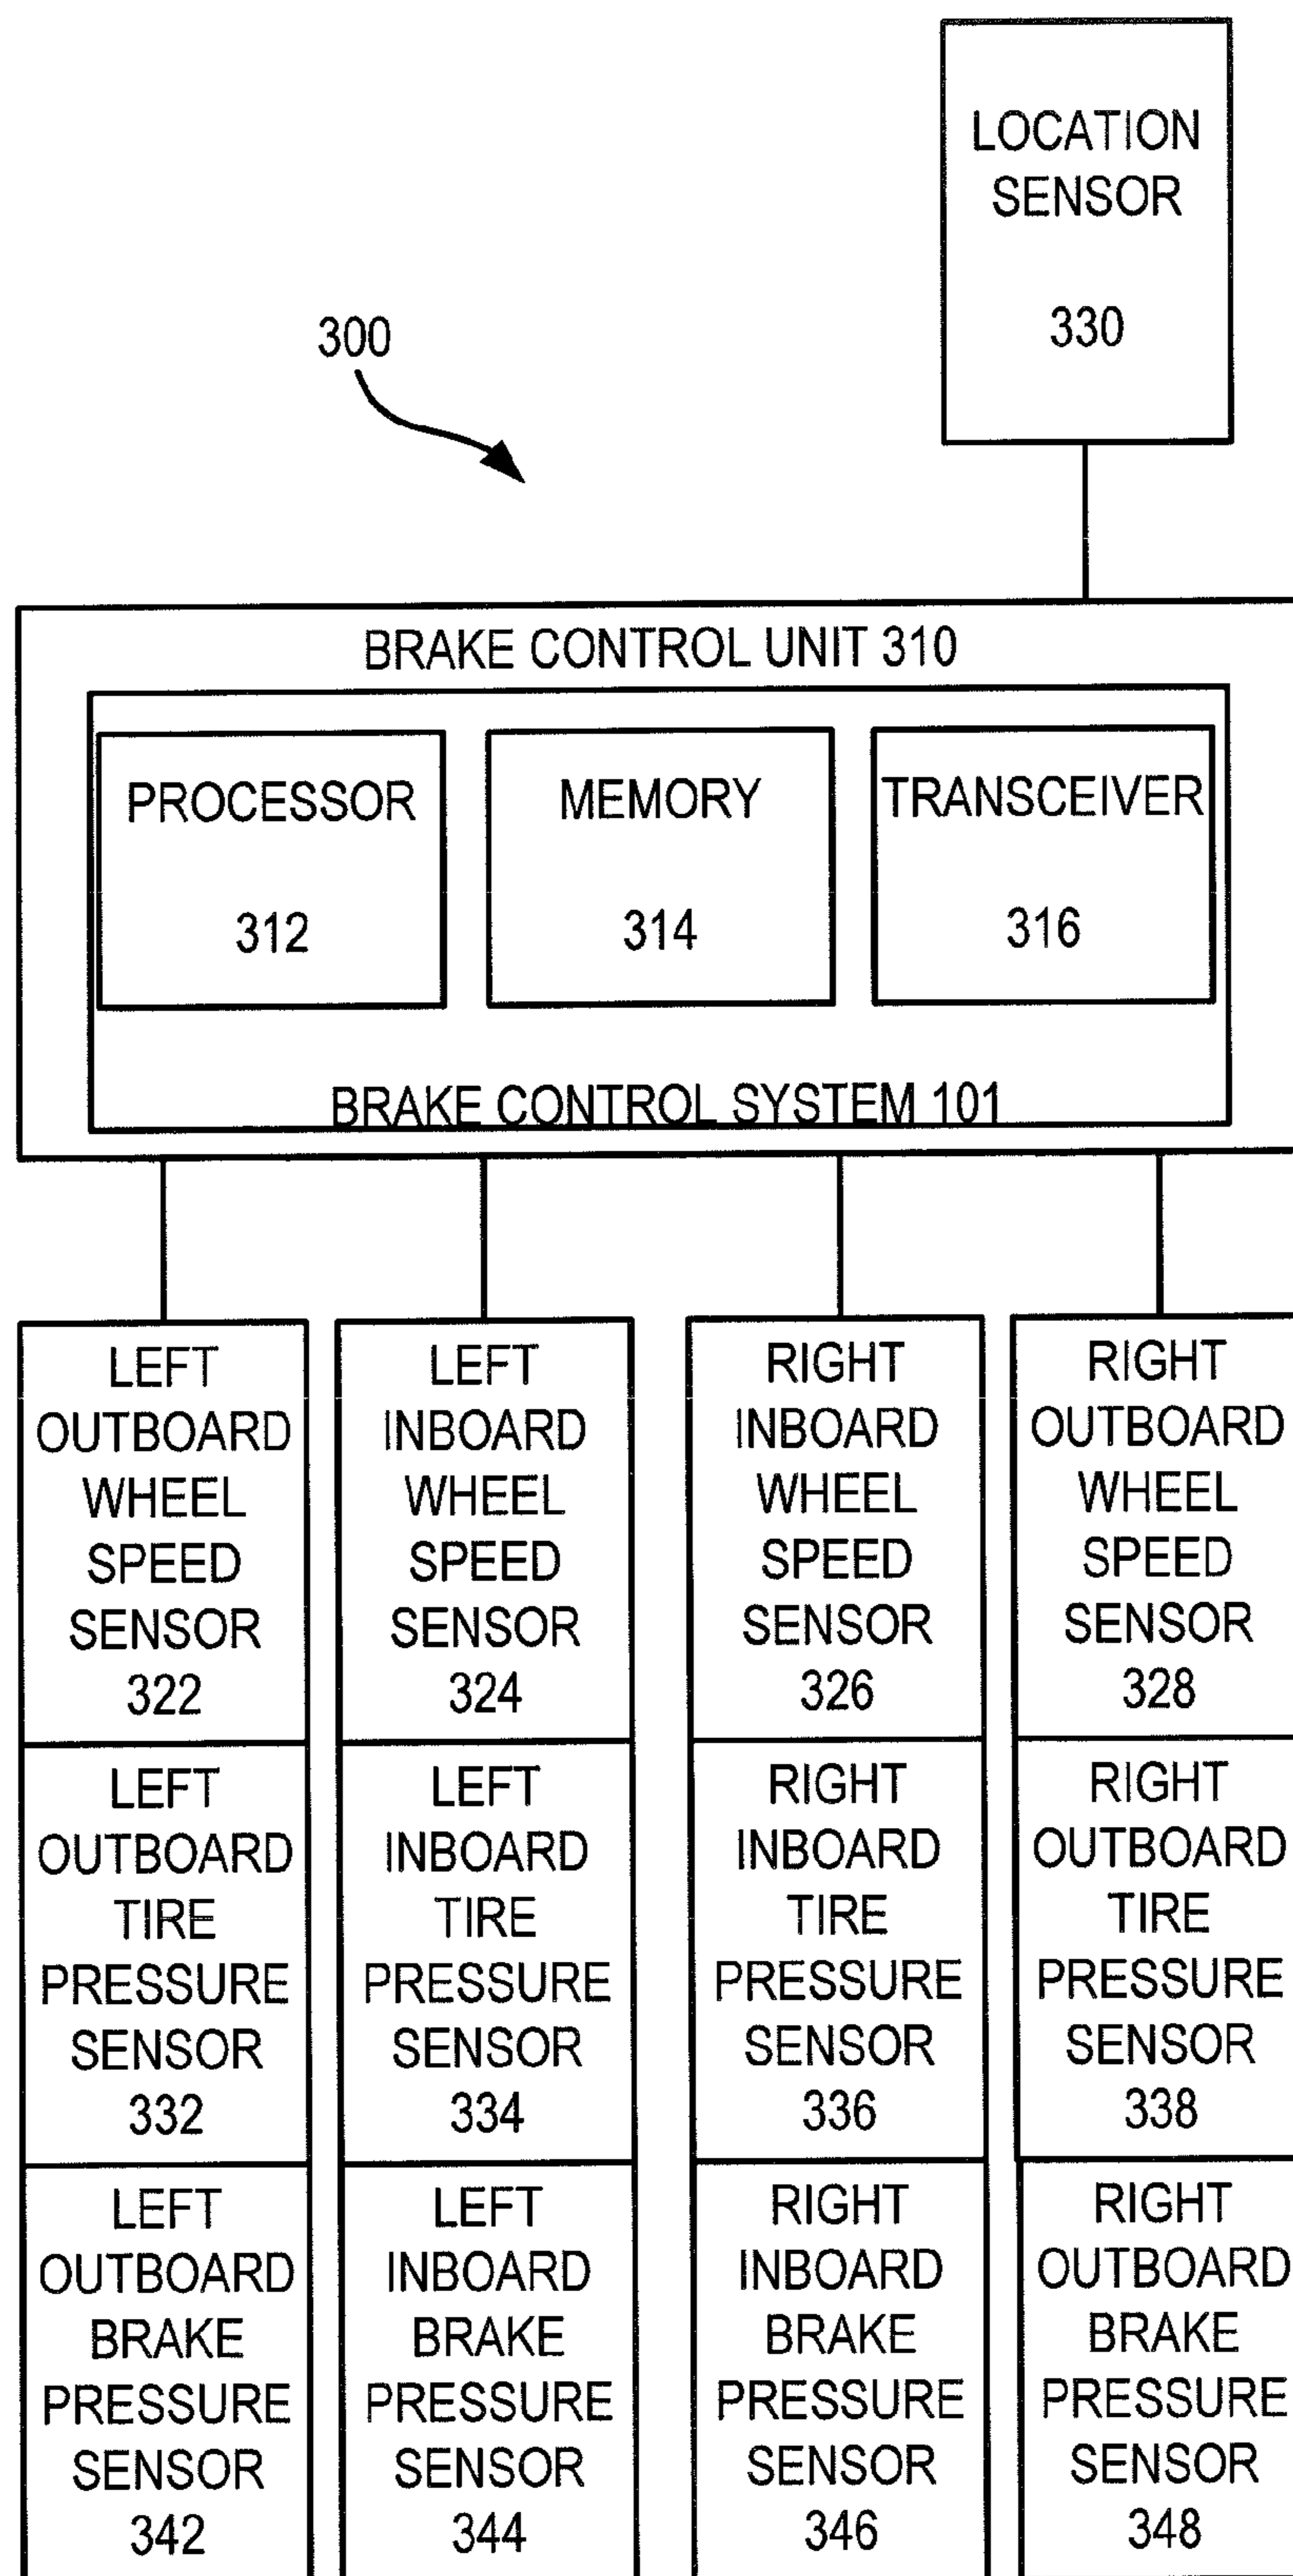 LOCATION
SENSOR
330
300
BRAKE CONTROL UNIT 310
PROCESSOR
312
MEMORY
314
TRANSCEIVER
316
BRAKE CONTROL SYSTEM 101
LEFT
OUTBOARD
WHEEL
SPEED
SENSOR
322
LEFT
INBOARD
WHEEL
SPEED
SENSOR
324
RIGHT
INBOARD
WHEEL
SPEED
SENSOR
326
RIGHT
OUTBOARD
WHEEL
SPEED
SENSOR
328
LEFT
OUTBOARD
TIRE
PRESSURE
SENSOR
332
LEFT
INBOARD
TIRE
PRESSURE
SENSOR
334
RIGHT
INBOARD
TIRE
PRESSURE
SENSOR
336
RIGHT
OUTBOARD
TIRE
PRESSURE
SENSOR
338
LEFT
OUTBOARD
BRAKE
PRESSURE
SENSOR
342
LEFT
INBOARD
BRAKE
PRESSURE
SENSOR
344
RIGHT
INBOARD
BRAKE
PRESSURE
SENSOR
346
RIGHT
OUTBOARD
BRAKE
PRESSURE
SENSOR
348